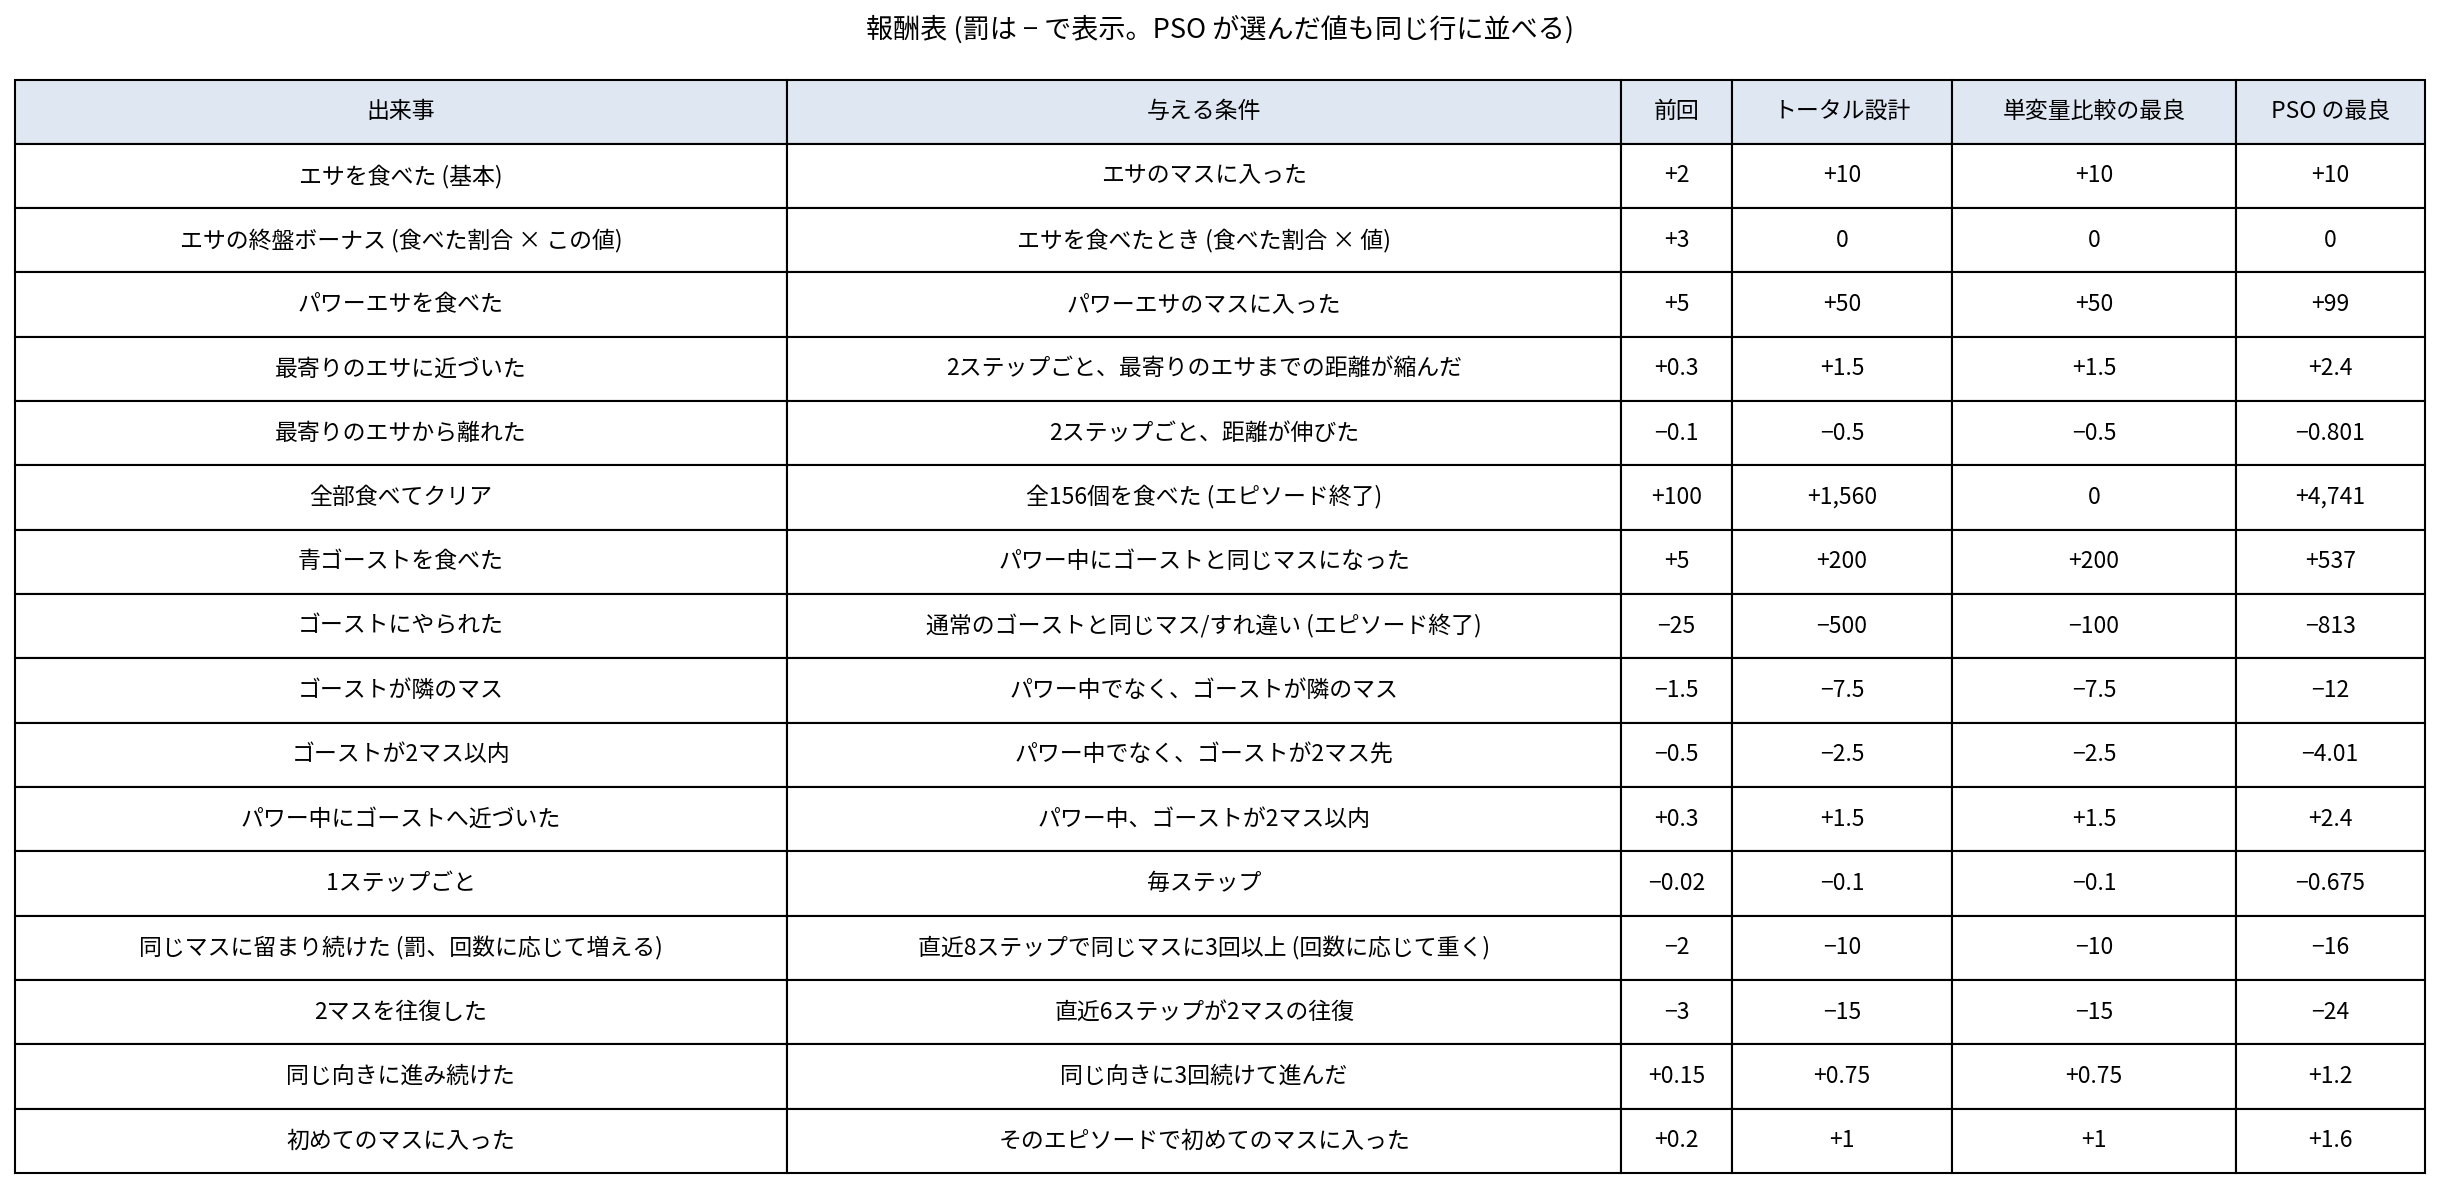 報酬表 (罰は − で表示。PSO が選んだ値も同じ行に並べる)
出来事 与える条件 前回 トータル設計 単変量比較の最良 PSO の最良
エサを食べた (基本) エサのマスに入った +2 +10 +10 +10
エサの終盤ボーナス (食べた割合 × この値) エサを食べたとき (食べた割合 × 値) +3 0 0 0
パワーエサを食べた パワーエサのマスに入った +5 +50 +50 +99
最寄りのエサに近づいた 2ステップごと、最寄りのエサまでの距離が縮んだ +0.3 +1.5 +1.5 +2.4
最寄りのエサから離れた 2ステップごと、距離が伸びた −0.1 −0.5 −0.5 −0.801
全部食べてクリア 全156個を食べた (エピソード終了) +100 +1,560 0 +4,741
青ゴーストを食べた パワー中にゴーストと同じマスになった +5 +200 +200 +537
ゴーストにやられた 通常のゴーストと同じマス/すれ違い (エピソード終了) −25 −500 −100 −813
ゴーストが隣のマス パワー中でなく、ゴーストが隣のマス −1.5 −7.5 −7.5 −12
ゴーストが2マス以内 パワー中でなく、ゴーストが2マス先 −0.5 −2.5 −2.5 −4.01
パワー中にゴーストへ近づいた パワー中、ゴーストが2マス以内 +0.3 +1.5 +1.5 +2.4
1ステップごと 毎ステップ −0.02 −0.1 −0.1 −0.675
同じマスに留まり続けた (罰、回数に応じて増える) 直近8ステップで同じマスに3回以上 (回数に応じて重く) −2 −10 −10 −16
2マスを往復した 直近6ステップが2マスの往復 −3 −15 −15 −24
同じ向きに進み続けた 同じ向きに3回続けて進んだ +0.15 +0.75 +0.75 +1.2
初めてのマスに入った そのエピソードで初めてのマスに入った +0.2 +1 +1 +1.6